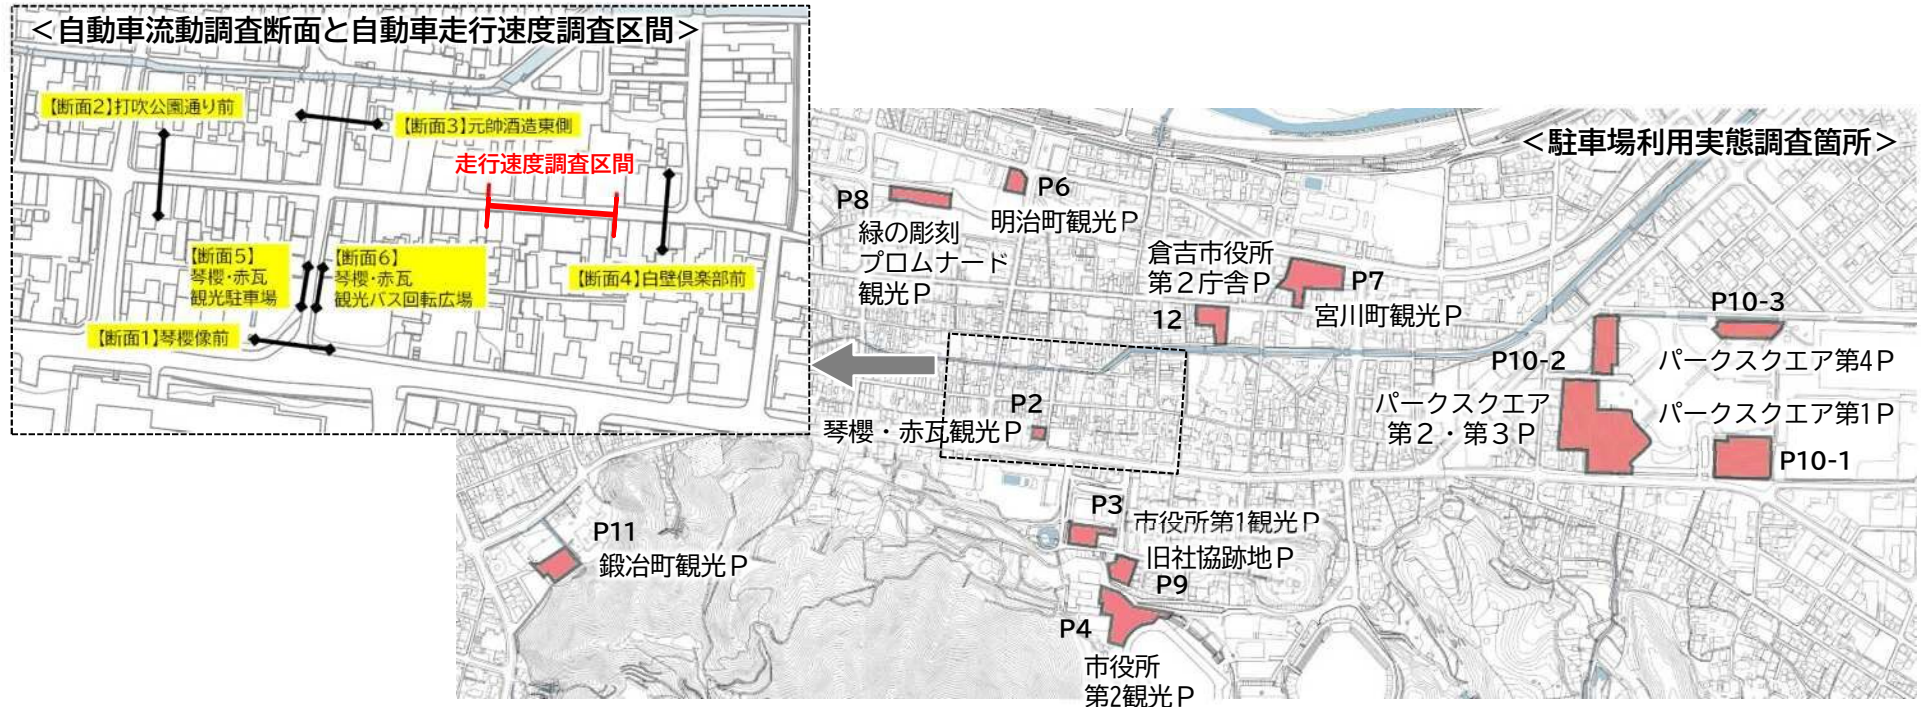 ＜自動車流動調査断面と自動車走行速度調査区間＞
【断面2】打吹公園通り前
【断面3】元帥酒造東側
走行速度調査区間
【断面5】
琴櫻・赤瓦
観光駐車場
【断面6】
琴櫻・赤瓦
観光バス回転広場
【断面4】白壁倶楽部前
【断面1】琴櫻像前
＜駐車場利用実態調査箇所＞
P8
緑の彫刻
プロムナード
観光P
P6
明治町観光P
倉吉市役所
第2庁舎P
12
P7
宮川町観光P
P10-3
パークスクエア第4P
P10-2
パークスクエア
第2・第3P
パークスクエア第1P
P10-1
P2
琴櫻・赤瓦観光P
P3
市役所第1観光P
旧社協跡地P
P9
P4
市役所
第2観光P
P11
鍛冶町観光P